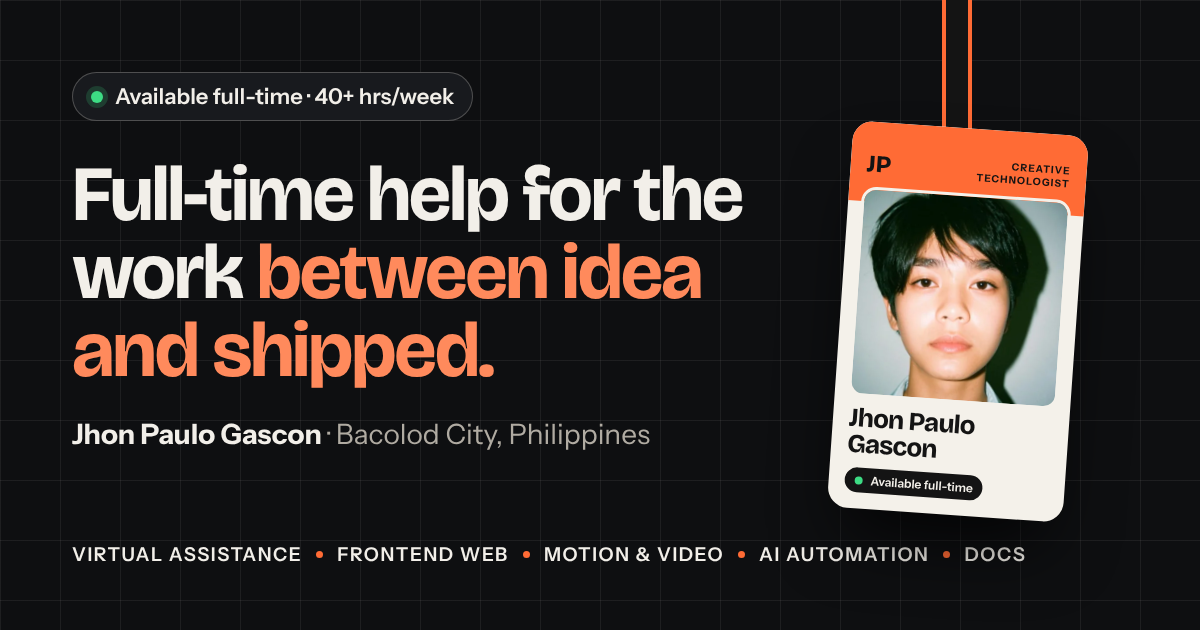 Available full-time · 40+ hrs/week
Full-time help for the
work between idea
and shipped.
Jhon Paulo Gascon · Bacolod City, Philippines
JP
CREATIVE
TECHNOLOGIST
Jhon Paulo
Gascon
Available full-time
VIRTUAL ASSISTANCE • FRONTEND WEB • MOTION & VIDEO • AI AUTOMATION • DOCS